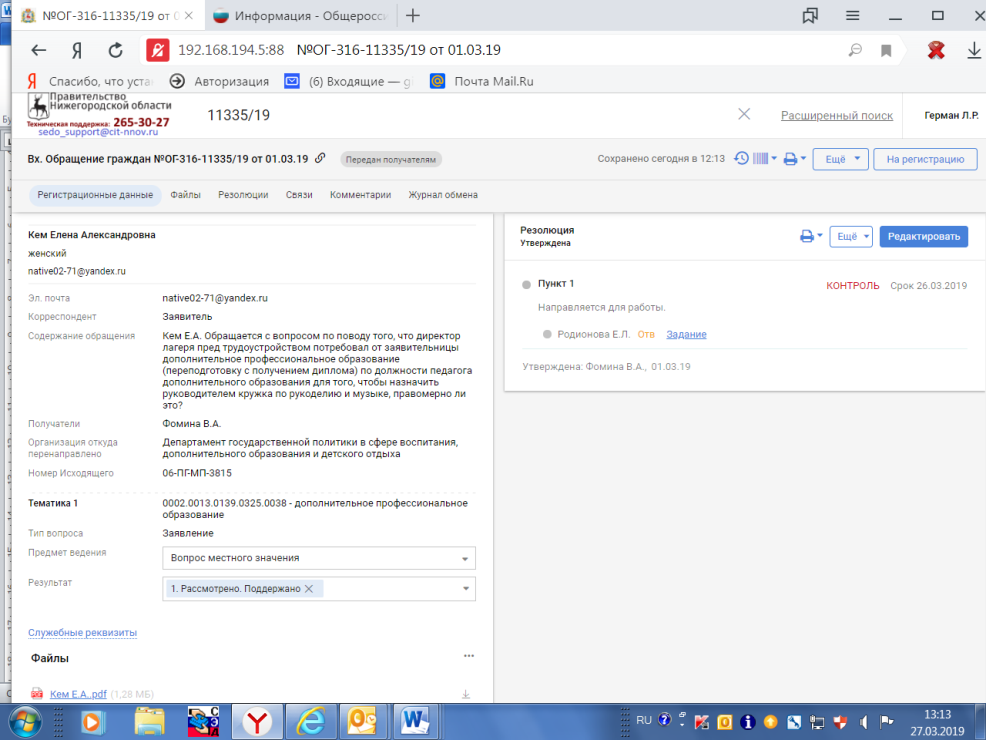 №ОГ-316-11335/19 от 0
Информация - Общеросси
192.168.194.5:88 №ОГ-316-11335/19 от 01.03.19
Спасибо, что уста
Авторизация
(6) Входящие — g
Почта Mail.Ru
Правительство
Нижегородской области
Техническая поддержка: 265-30-27
sedo_support@cit-nnov.ru
11335/19
Расширенный поиск
Герман Л.Р.
Вх. Обращение граждан №ОГ-316-11335/19 от 01.03.19
Передан получателям
Сохранено сегодня в 12:13
Ещё
На регистрацию
Регистрационные данные Файлы Резолюции Связи Комментарии Журнал обмена
Кем Елена Александровна
женский
native02-71@yandex.ru
Эл. почта native02-71@yandex.ru
Корреспондент Заявитель
Содержание обращения Кем Е.А. Обращается с вопросом по поводу того, что директор
лагеря пред трудоустройством потребовал от заявительницы
дополнительное профессиональное образование
(переподготовку с получением диплома) по должности педагога
дополнительного образования для того, чтобы назначить
руководителем кружка по рукоделию и музыке, правомерно ли
это?
Получатели Фомина В.А.
Организация откуда Департамент государственной политики в сфере воспитания,
перенаправлено дополнительного образования и детского отдыха
Номер Исходящего 06-ПГ-МП-3815
Тематика 1 0002.0013.0139.0325.0038 - дополнительное профессиональное
образование
Тип вопроса Заявление
Предмет ведения Вопрос местного значения
Результат 1. Рассмотрено. Поддержано
Служебные реквизиты
Файлы
Кем Е.А..pdf (1,28 МБ)
Резолюция
Утверждена
Ещё
Редактировать
Пункт 1
КОНТРОЛЬ Срок 26.03.2019
Направляется для работы.
Родионова Е.Л. Отв Задание
Утверждена: Фомина В.А., 01.03.19
RU
13:13
27.03.2019